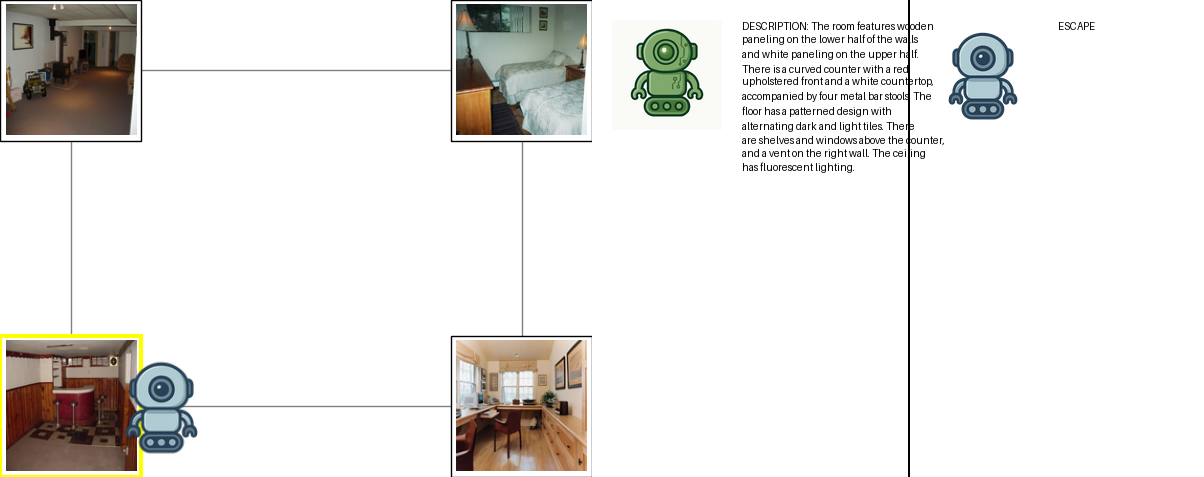 DESCRIPTION: The room features wooden
paneling on the lower half of the walls
and white paneling on the upper half.
There is a curved counter with a red
upholstered front and a white countertop,
accompanied by four metal bar stools. The
floor has a patterned design with
alternating dark and light tiles. There
are shelves and windows above the counter,
and a vent on the right wall. The ceiling
has fluorescent lighting.
ESCAPE